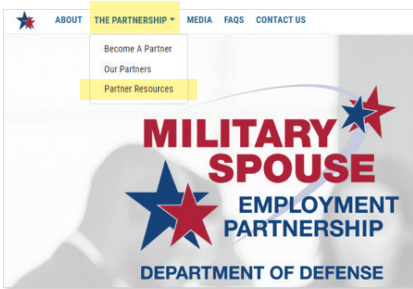 ABOUT THE PARTNERSHIP MEDIA FAQS CONTACT US
Become A Partner
Our Partners
Partner Resources
MILITARY
SPOUSE
EMPLOYMENT
PARTNERSHIP
DEPARTMENT OF DEFENSE